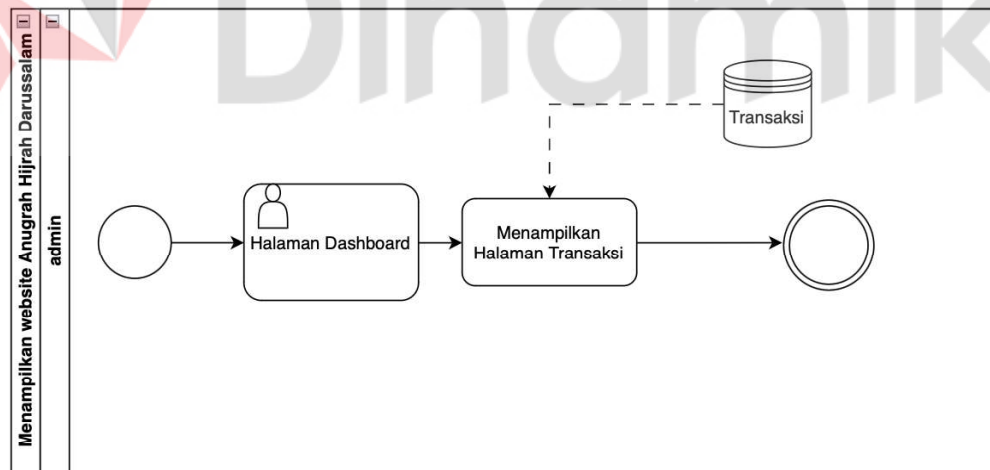 Dinamik
Menampilkan website Anugrah Hijrah Darussalam
admin
Transaksi
Halaman Dashboard
Menampilkan
Halaman Transaksi